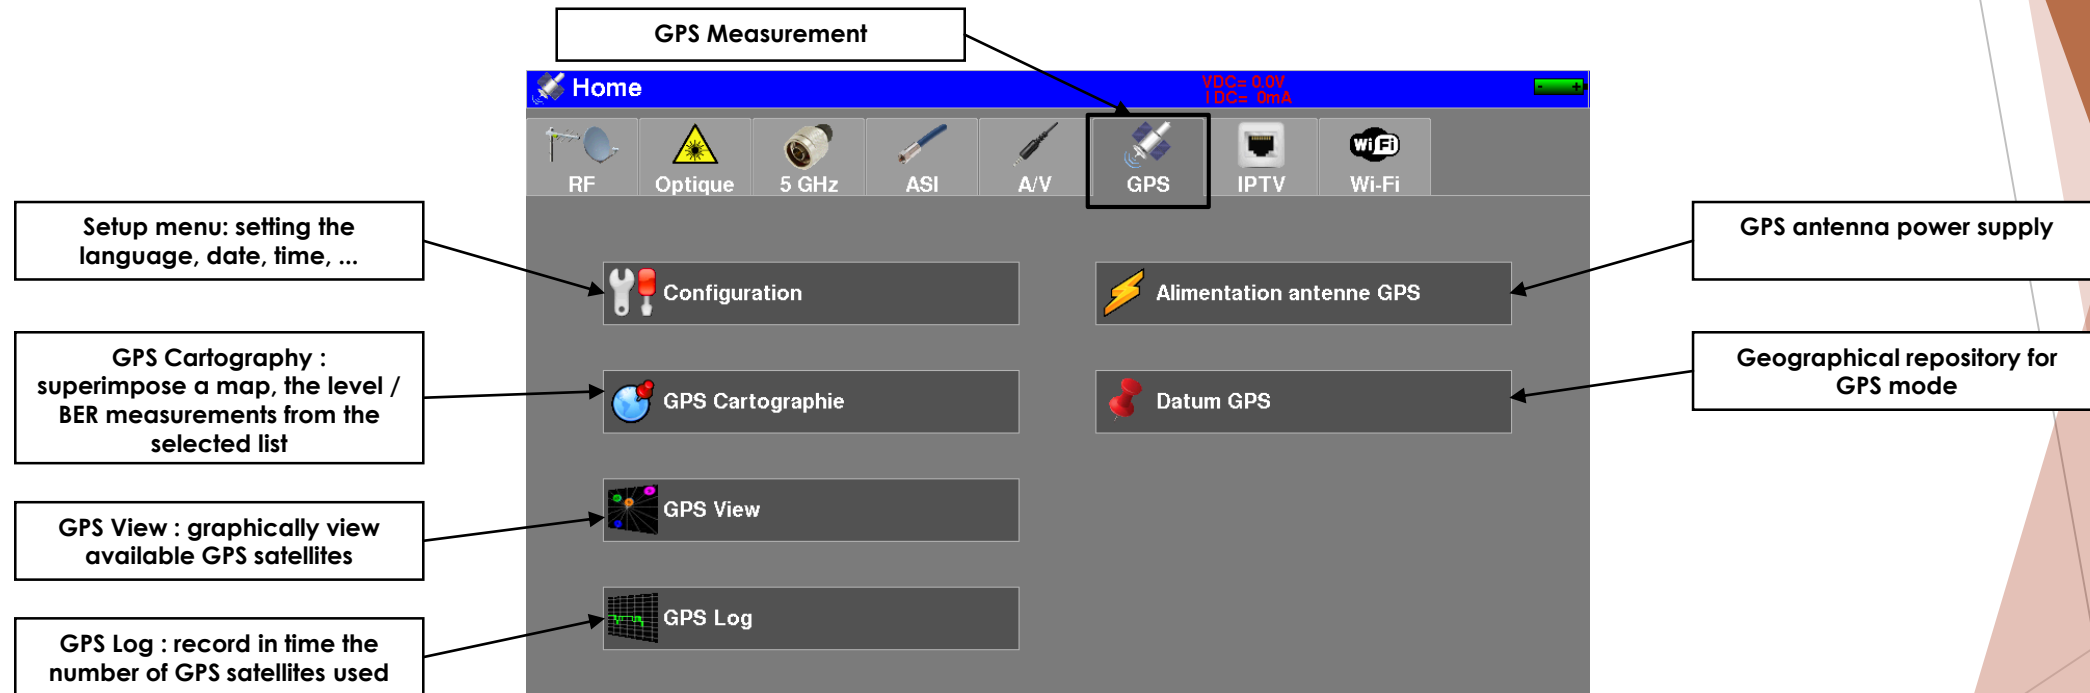 GPS Measurement
Home
VDC= 0.0V
I DC= 0mA
- +
RF
Optique
5 GHz
ASI
A/V
GPS
IPTV
Wi Fi
Wi-Fi
Setup menu: setting the
language, date, time, ...
GPS antenna power supply
Configuration
Alimentation antenne GPS
GPS Cartography :
superimpose a map, the level /
BER measurements from the
selected list
Geographical repository for
GPS mode
GPS Cartographie
Datum GPS
GPS View : graphically view
available GPS satellites
GPS View
GPS Log : record in time the
number of GPS satellites used
GPS Log